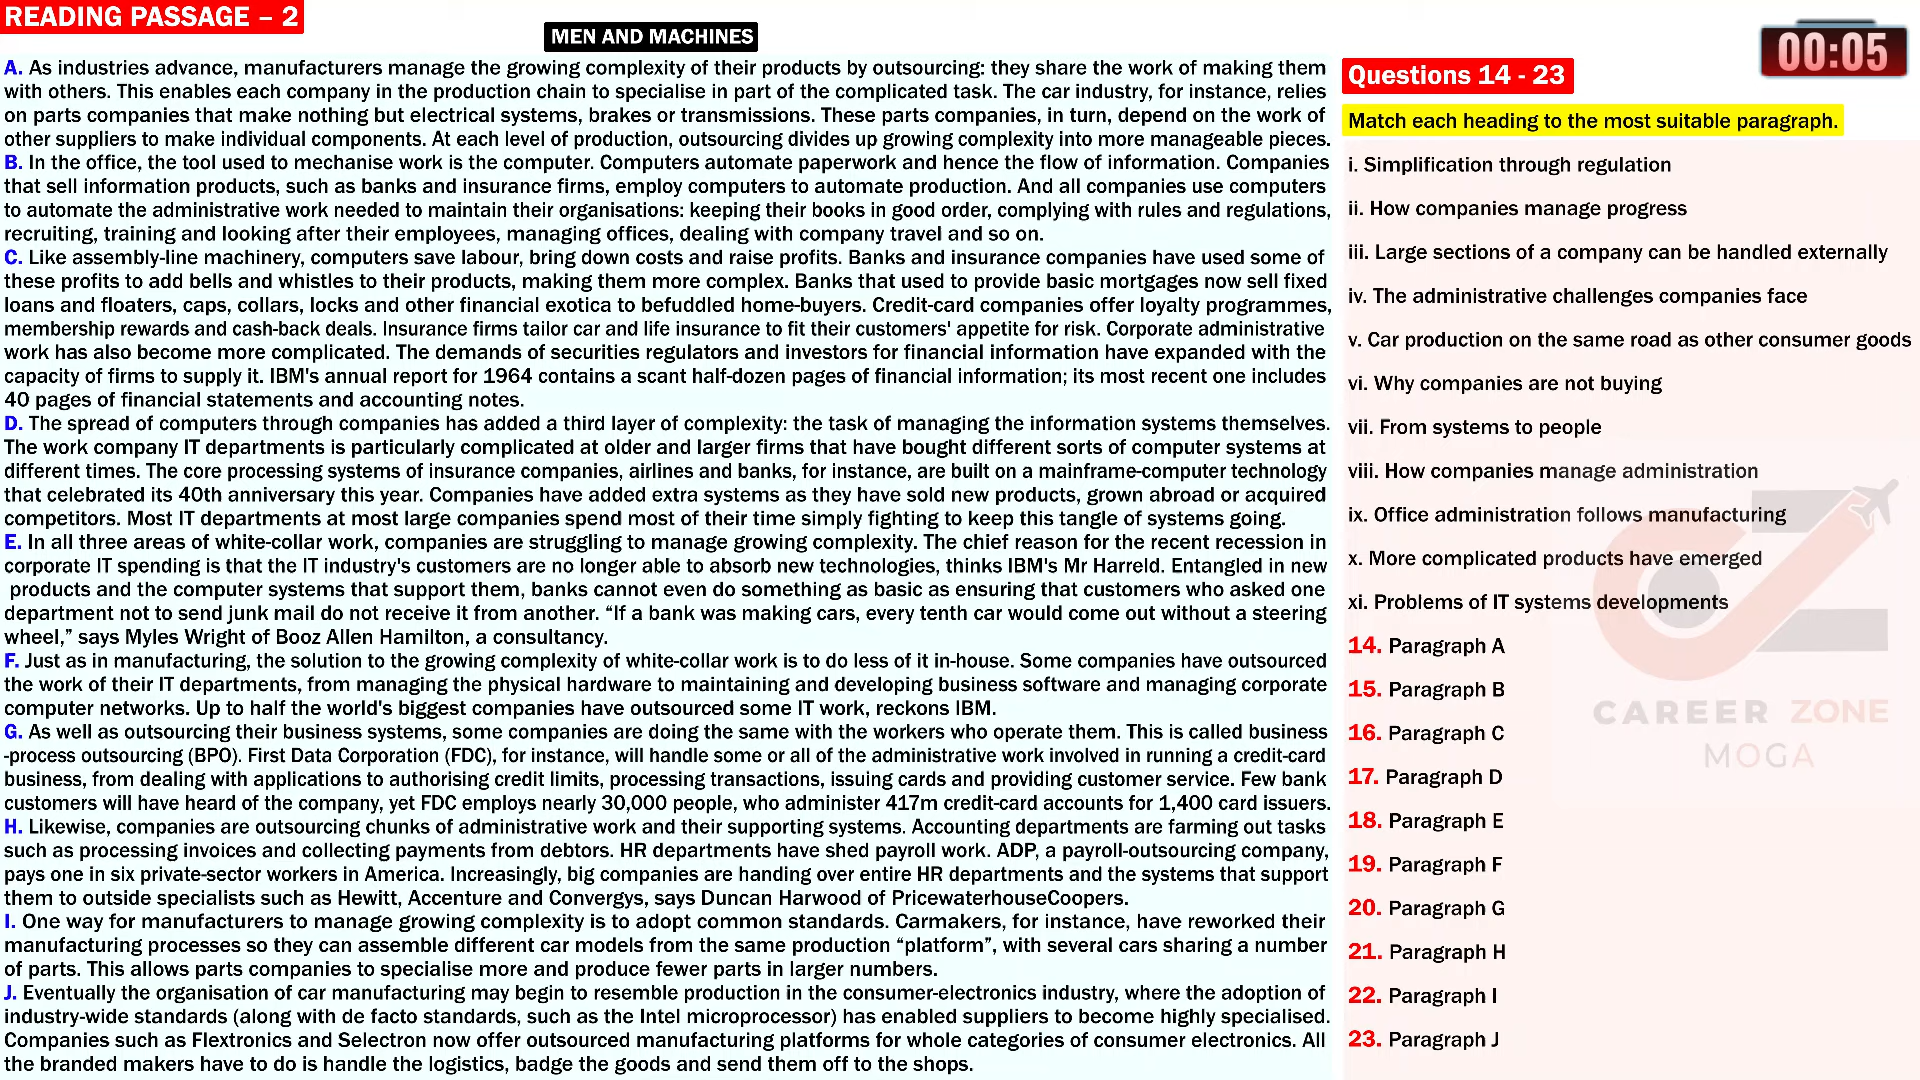 READING PASSAGE – 2
MEN AND MACHINES
A. As industries advance, manufacturers manage the growing complexity of their products by outsourcing: they share the work of making them
with others. This enables each company in the production chain to specialise in part of the complicated task. The car industry, for instance, relies
on parts companies that make nothing but electrical systems, brakes or transmissions. These parts companies, in turn, depend on the work of
other suppliers to make individual components. At each level of production, outsourcing divides up growing complexity into more manageable pieces.
B. In the office, the tool used to mechanise work is the computer. Computers automate paperwork and hence the flow of information. Companies
that sell information products, such as banks and insurance firms, employ computers to automate production. And all companies use computers
to automate the administrative work needed to maintain their organisations: keeping their books in good order, complying with rules and regulations,
recruiting, training and looking after their employees, managing offices, dealing with company travel and so on.
C. Like assembly-line machinery, computers save labour, bring down costs and raise profits. Banks and insurance companies have used some of
these profits to add bells and whistles to their products, making them more complex. Banks that used to provide basic mortgages now sell fixed
loans and floaters, caps, collars, locks and other financial exotica to befuddled home-buyers. Credit-card companies offer loyalty programmes,
membership rewards and cash-back deals. Insurance firms tailor car and life insurance to fit their customers' appetite for risk. Corporate administrative
work has also become more complicated. The demands of securities regulators and investors for financial information have expanded with the
capacity of firms to supply it. IBM's annual report for 1964 contains a scant half-dozen pages of financial information; its most recent one includes
40 pages of financial statements and accounting notes.
D. The spread of computers through companies has added a third layer of complexity: the task of managing the information systems themselves.
The work company IT departments is particularly complicated at older and larger firms that have bought different sorts of computer systems at
different times. The core processing systems of insurance companies, airlines and banks, for instance, are built on a mainframe-computer technology
that celebrated its 40th anniversary this year. Companies have added extra systems as they have sold new products, grown abroad or acquired
competitors. Most IT departments at most large companies spend most of their time simply fighting to keep this tangle of systems going.
E. In all three areas of white-collar work, companies are struggling to manage growing complexity. The chief reason for the recent recession in
corporate IT spending is that the IT industry's customers are no longer able to absorb new technologies, thinks IBM's Mr Harreld. Entangled in new
products and the computer systems that support them, banks cannot even do something as basic as ensuring that customers who asked one
department not to send junk mail do not receive it from another. “If a bank was making cars, every tenth car would come out without a steering
wheel,” says Myles Wright of Booz Allen Hamilton, a consultancy.
F. Just as in manufacturing, the solution to the growing complexity of white-collar work is to do less of it in-house. Some companies have outsourced
the work of their IT departments, from managing the physical hardware to maintaining and developing business software and managing corporate
computer networks. Up to half the world's biggest companies have outsourced some IT work, reckons IBM.
G. As well as outsourcing their business systems, some companies are doing the same with the workers who operate them. This is called business
-process outsourcing (BPO). First Data Corporation (FDC), for instance, will handle some or all of the administrative work involved in running a credit-card
business, from dealing with applications to authorising credit limits, processing transactions, issuing cards and providing customer service. Few bank
customers will have heard of the company, yet FDC employs nearly 30,000 people, who administer 417m credit-card accounts for 1,400 card issuers.
H. Likewise, companies are outsourcing chunks of administrative work and their supporting systems. Accounting departments are farming out tasks
such as processing invoices and collecting payments from debtors. HR departments have shed payroll work. ADP, a payroll-outsourcing company,
pays one in six private-sector workers in America. Increasingly, big companies are handing over entire HR departments and the systems that support
them to outside specialists such as Hewitt, Accenture and Convergys, says Duncan Harwood of PricewaterhouseCoopers.
I. One way for manufacturers to manage growing complexity is to adopt common standards. Carmakers, for instance, have reworked their
manufacturing processes so they can assemble different car models from the same production “platform”, with several cars sharing a number
of parts. This allows parts companies to specialise more and produce fewer parts in larger numbers.
J. Eventually the organisation of car manufacturing may begin to resemble production in the consumer-electronics industry, where the adoption of
industry-wide standards (along with de facto standards, such as the Intel microprocessor) has enabled suppliers to become highly specialised.
Companies such as Flextronics and Selectron now offer outsourced manufacturing platforms for whole categories of consumer electronics. All
the branded makers have to do is handle the logistics, badge the goods and send them off to the shops.
00:05
Questions 14 - 23
Match each heading to the most suitable paragraph.
i. Simplification through regulation
ii. How companies manage progress
iii. Large sections of a company can be handled externally
iv. The administrative challenges companies face
v. Car production on the same road as other consumer goods
vi. Why companies are not buying
vii. From systems to people
viii. How companies manage administration
ix. Office administration follows manufacturing
x. More complicated products have emerged
xi. Problems of IT systems developments
14. Paragraph A
15. Paragraph B
16. Paragraph C
17. Paragraph D
18. Paragraph E
19. Paragraph F
20. Paragraph G
21. Paragraph H
22. Paragraph I
23. Paragraph J
CAREER ZONE
MOGA